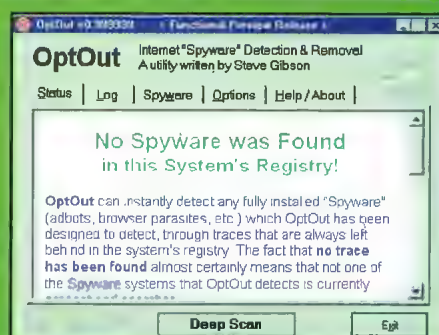 OptOut
OptOut Internet "Spyware" Detection & Removal
A utility written by Steve Gibson
Status Log Spyware Options Help / About
No Spyware was Found
in this System's Registry!
OptOut can instantly detect any fully installed "Spyware"
(adbots, browser parasites, etc.) which OptOut has been
designed to detect, through traces that are always left
behind in the system's registry. The fact that no trace
has been found almost certainly means that not one of
the Spyware systems that OptOut detects is currently
Deep Scan Exit